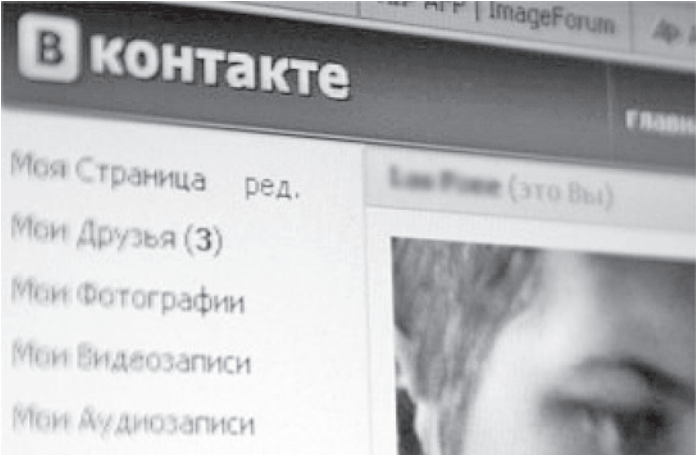 AFP | ImageForum
В контакте
главн
Моя Страница ред.
(это Вы)
Мои Друзья (3)
Мои Фотографии
Мои Видеозаписи
Мои Аудиозаписи